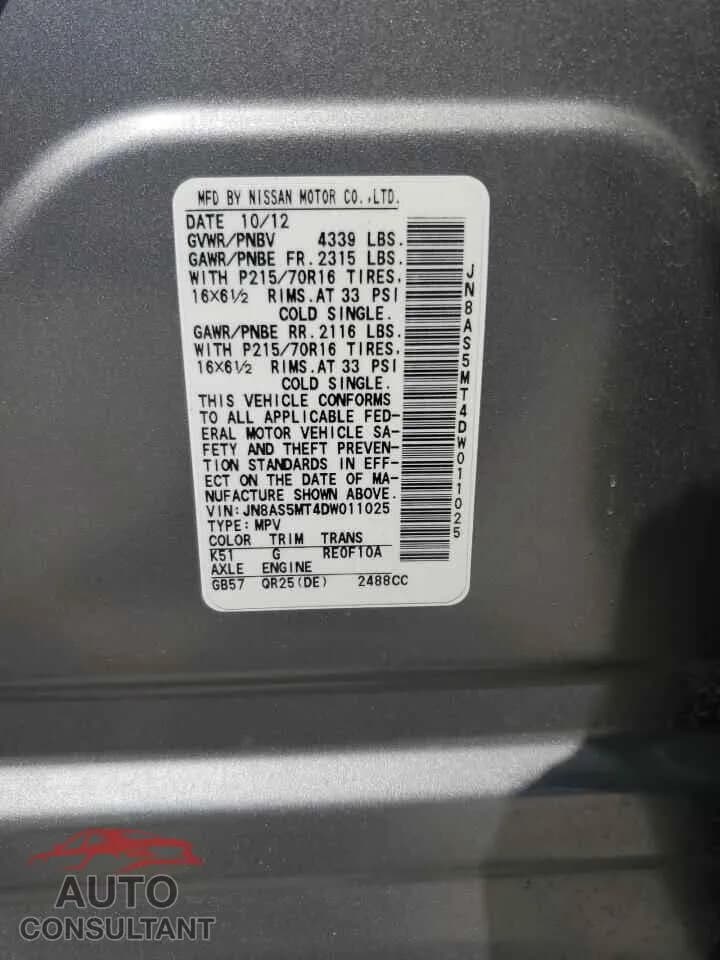 MFD BY NISSAN MOTOR CO.,LTD.
DATE 10/12
GVWR/PNBV 4339 LBS.
GAWR/PNBE FR.2315 LBS.
WITH P215/70R16 TIRES,
16×6½ RIMS.AT 33 PSI
COLD SINGLE.
GAWR/PNBE RR.2116 LBS.
WITH P215/70R16 TIRES,
16×6½ RIMS.AT 33 PSI
COLD SINGLE.
THIS VEHICLE CONFORMS
TO ALL APPLICABLE FED-
ERAL MOTOR VEHICLE SA-
FETY AND THEFT PREVEN-
TION STANDARDS IN EFF-
ECT ON THE DATE OF MA-
NUFACTURE SHOWN ABOVE.
VIN:JN8AS5MT4DW011025
TYPE:MPV
COLOR TRIM TRANS
K51 G RE0F10A
AXLE ENGINE
GB57 QR25(DE) 2488CC
JN8AS5MT4DW011025
AUTO
CONSULTANT